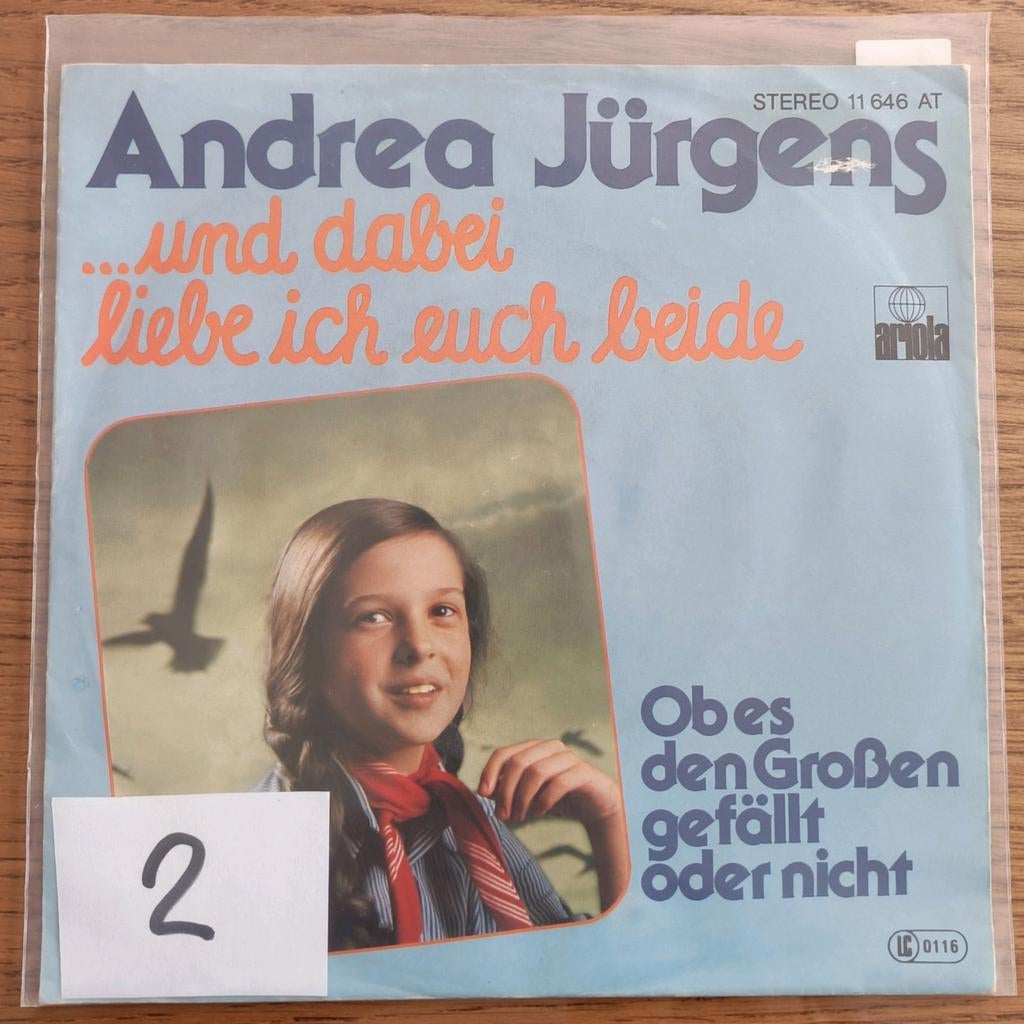 STEREO 11 646 AT
Andrea Jürgens
...und dabei
liebe ich euch beide
ariola
Ob es
den Großen
gefällt
oder nicht
LC 0116
2